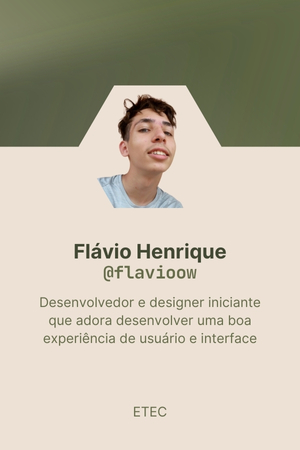 Flávio Henrique
@flavioow
Desenvolvedor e designer iniciante
que adora desenvolver uma boa
experiência de usuário e interface
ETEC